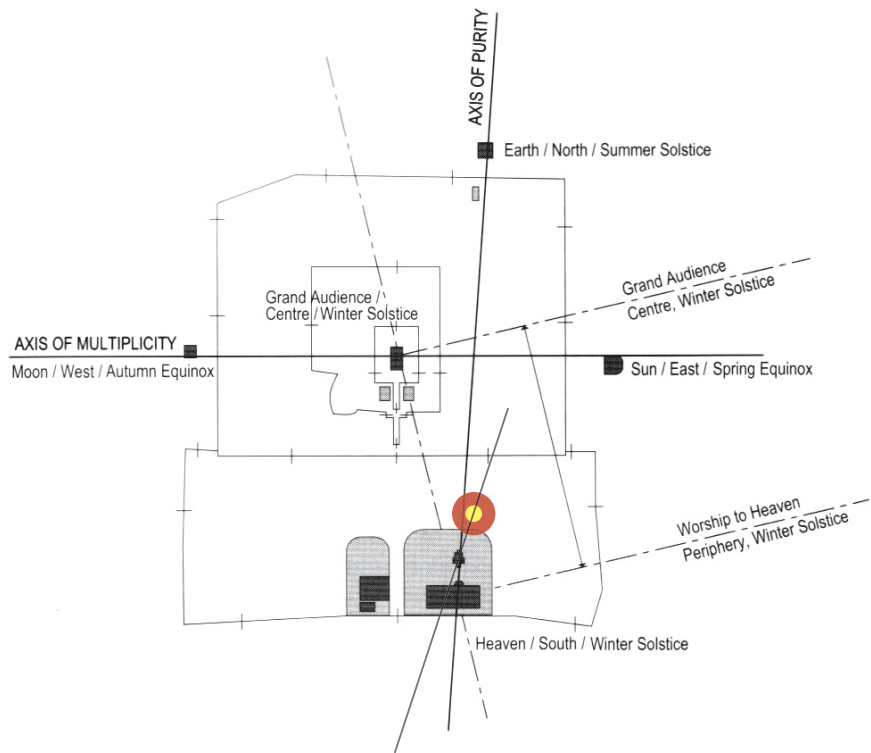 AXIS OF PURITY
Earth / North / Summer Solstice
Grand Audience
Centre, Winter Solstice
Grand Audience /
Centre / Winter Solstice
AXIS OF MULTIPLICITY
Moon / West / Autumn Equinox
Sun / East / Spring Equinox
Worship to Heaven
Periphery, Winter Solstice
Heaven / South / Winter Solstice